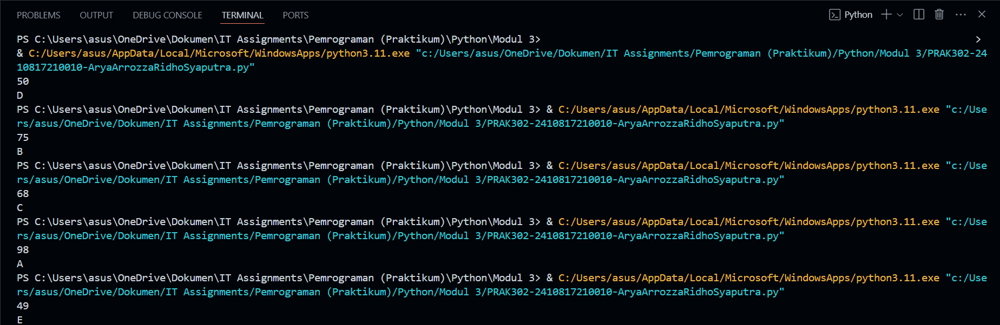 PROBLEMS OUTPUT DEBUG CONSOLE TERMINAL PORTS Python
PS C:\Users\asus\OneDrive\Dokumen\IT Assignments\Pemrograman (Praktikum)\Python\Modul 3> >
& C:/Users/asus/AppData/Local/Microsoft/WindowsApps/python3.11.exe "c:/Users/asus/OneDrive/Dokumen/IT Assignments/Pemrograman (Praktikum)/Python/Modul 3/PRAK302-24
10817210010-AryaArrozzaRidhoSyaputra.py"
50
D
PS C:\Users\asus\OneDrive\Dokumen\IT Assignments\Pemrograman (Praktikum)\Python\Modul 3> & C:/Users/asus/AppData/Local/Microsoft/WindowsApps/python3.11.exe "c:/Use
rs/asus/OneDrive/Dokumen/IT Assignments/Pemrograman (Praktikum)/Python/Modul 3/PRAK302-2410817210010-AryaArrozzaRidhoSyaputra.py"
75
B
PS C:\Users\asus\OneDrive\Dokumen\IT Assignments\Pemrograman (Praktikum)\Python\Modul 3> & C:/Users/asus/AppData/Local/Microsoft/WindowsApps/python3.11.exe "c:/Use
rs/asus/OneDrive/Dokumen/IT Assignments/Pemrograman (Praktikum)/Python/Modul 3/PRAK302-2410817210010-AryaArrozzaRidhoSyaputra.py"
68
C
PS C:\Users\asus\OneDrive\Dokumen\IT Assignments\Pemrograman (Praktikum)\Python\Modul 3> & C:/Users/asus/AppData/Local/Microsoft/WindowsApps/python3.11.exe "c:/Use
rs/asus/OneDrive/Dokumen/IT Assignments/Pemrograman (Praktikum)/Python/Modul 3/PRAK302-2410817210010-AryaArrozzaRidhoSyaputra.py"
98
A
PS C:\Users\asus\OneDrive\Dokumen\IT Assignments\Pemrograman (Praktikum)\Python\Modul 3> & C:/Users/asus/AppData/Local/Microsoft/WindowsApps/python3.11.exe "c:/Use
rs/asus/OneDrive/Dokumen/IT Assignments/Pemrograman (Praktikum)/Python/Modul 3/PRAK302-2410817210010-AryaArrozzaRidhoSyaputra.py"
49
E